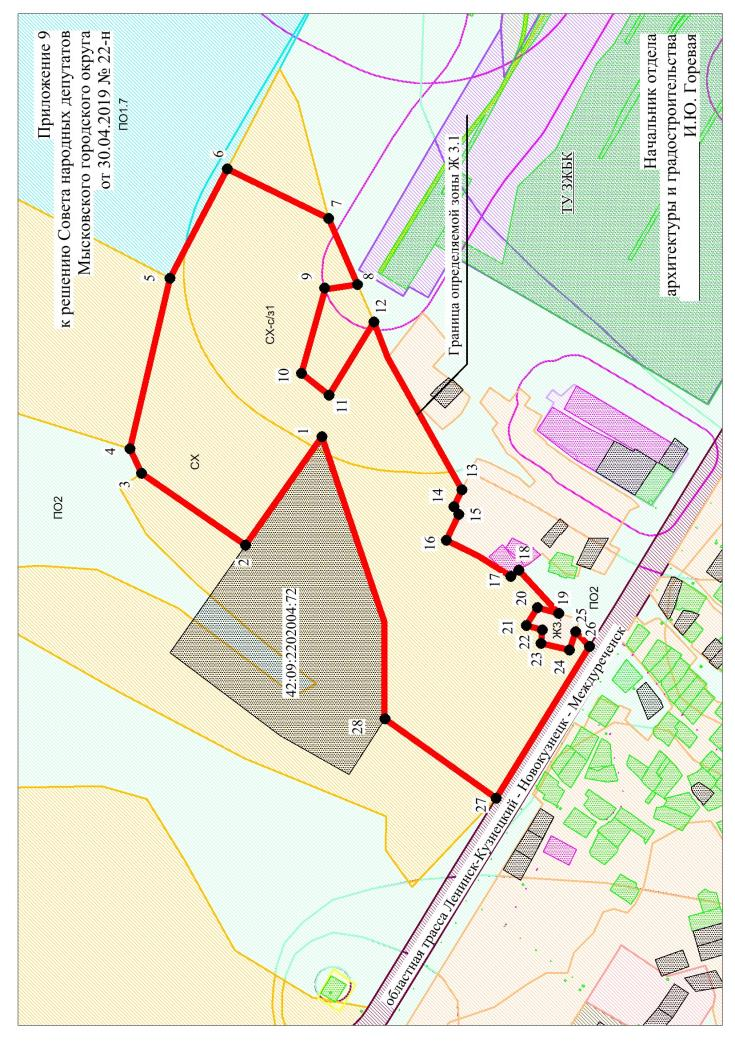 Приложение 9
к решению Совета народных депутатов
Мысковского городского округа
от 30.04.2019 № 22-н
ПО1.7
ПО2
СХ
СХ-с/з1
1
2
3
4
5
6
7
8
9
10
11
12
13
14
15
16
17
18
19
20
21
22
23
24
25
26
27
28
42:09:2202004:72
Ж3
ПО2
Граница определяемой зоны Ж 3.1
ТУ ЗЖБК
областная трасса Ленинск-Кузнецкий - Новокузнецк - Междуреченск
Начальник отдела
архитектуры и градостроительства
И.Ю. Горевая